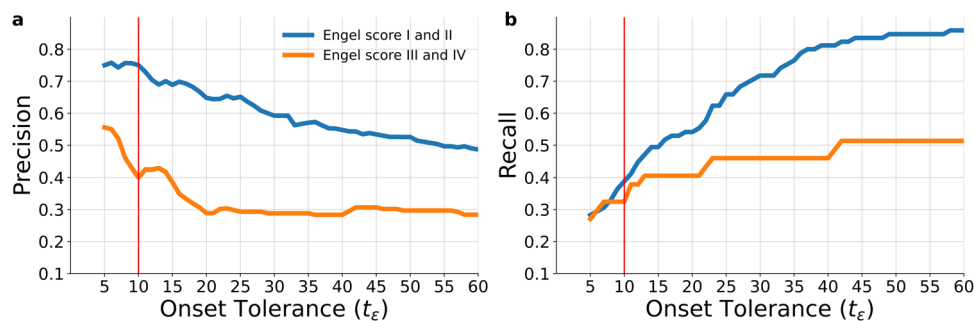 a
Engel score I and II
Engel score III and IV
Precision
0.8
0.7
0.6
0.5
0.4
0.3
0.2
0.1
5 10 15 20 25 30 35 40 45 50 55 60
Onset Tolerance (tε)
b
Recall
0.8
0.7
0.6
0.5
0.4
0.3
0.2
0.1
5 10 15 20 25 30 35 40 45 50 55 60
Onset Tolerance (tε)